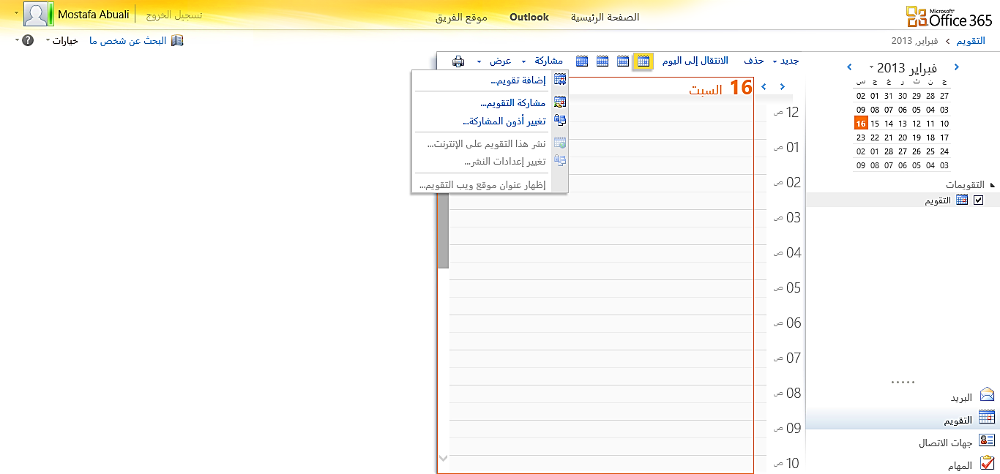 Microsoft® Office 365
الصفحة الرئيسية
Outlook
موقع الفريق
تسجيل الخروج
Mostafa Abuali
التقويم
فبراير, 2013
البحث عن شخص ما
خيارات
فبراير 2013
ج ن ث ر خ ج س
27 28 29 30 31 01 02
03 04 05 06 07 08 09
10 11 12 13 14 15 16
17 18 19 20 21 22 23
24 25 26 27 28 01 02
03 04 05 06 07 08 09
التقويمات
التقويم
البريد
التقويم
جهات الاتصال
المهام
جديد حذف الانتقال إلى اليوم مشاركة عرض
16 السبت
إضافة تقويم...
مشاركة التقويم...
تغيير أذون المشاركة...
نشر هذا التقويم على الإنترنت...
تغيير إعدادات النشر...
إظهار عنوان موقع ويب التقويم...
12 ص
01 ص
02 ص
03 ص
04 ص
05 ص
06 ص
07 ص
08 ص
09 ص
10 ص